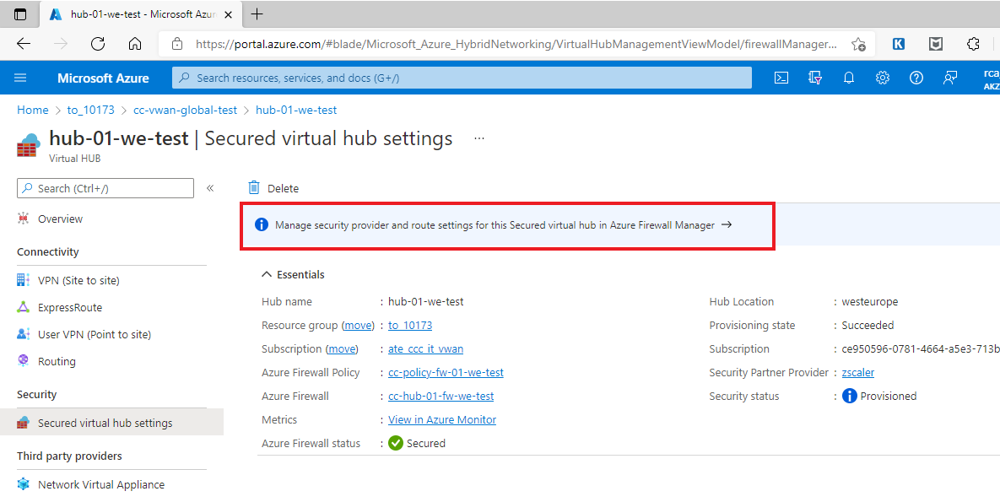 hub-01-we-test - Microsoft Azur
https://portal.azure.com/#blade/Microsoft_Azure_HybridNetworking/VirtualHubManagementViewModel/firewallManager...
Microsoft Azure
Search resources, services, and docs (G+/)
rca
AKZ
Home > to_10173 > cc-vwan-global-test > hub-01-we-test
hub-01-we-test | Secured virtual hub settings ...
Virtual HUB
Search (Ctrl+/)
«
Delete
Overview
Manage security provider and route settings for this Secured virtual hub in Azure Firewall Manager →
Connectivity
VPN (Site to site)
ExpressRoute
User VPN (Point to site)
Routing
Security
Secured virtual hub settings
Third party providers
Network Virtual Appliance
Essentials
Hub name : hub-01-we-test
Resource group (move) : to_10173
Subscription (move) : ate_ccc_it_vwan
Azure Firewall Policy : cc-policy-fw-01-we-test
Azure Firewall : cc-hub-01-fw-we-test
Metrics : View in Azure Monitor
Azure Firewall status : Secured
Hub Location : westeurope
Provisioning state : Succeeded
Subscription : ce950596-0781-4664-a5e3-713b
Security Partner Provider : zscaler
Security status : Provisioned